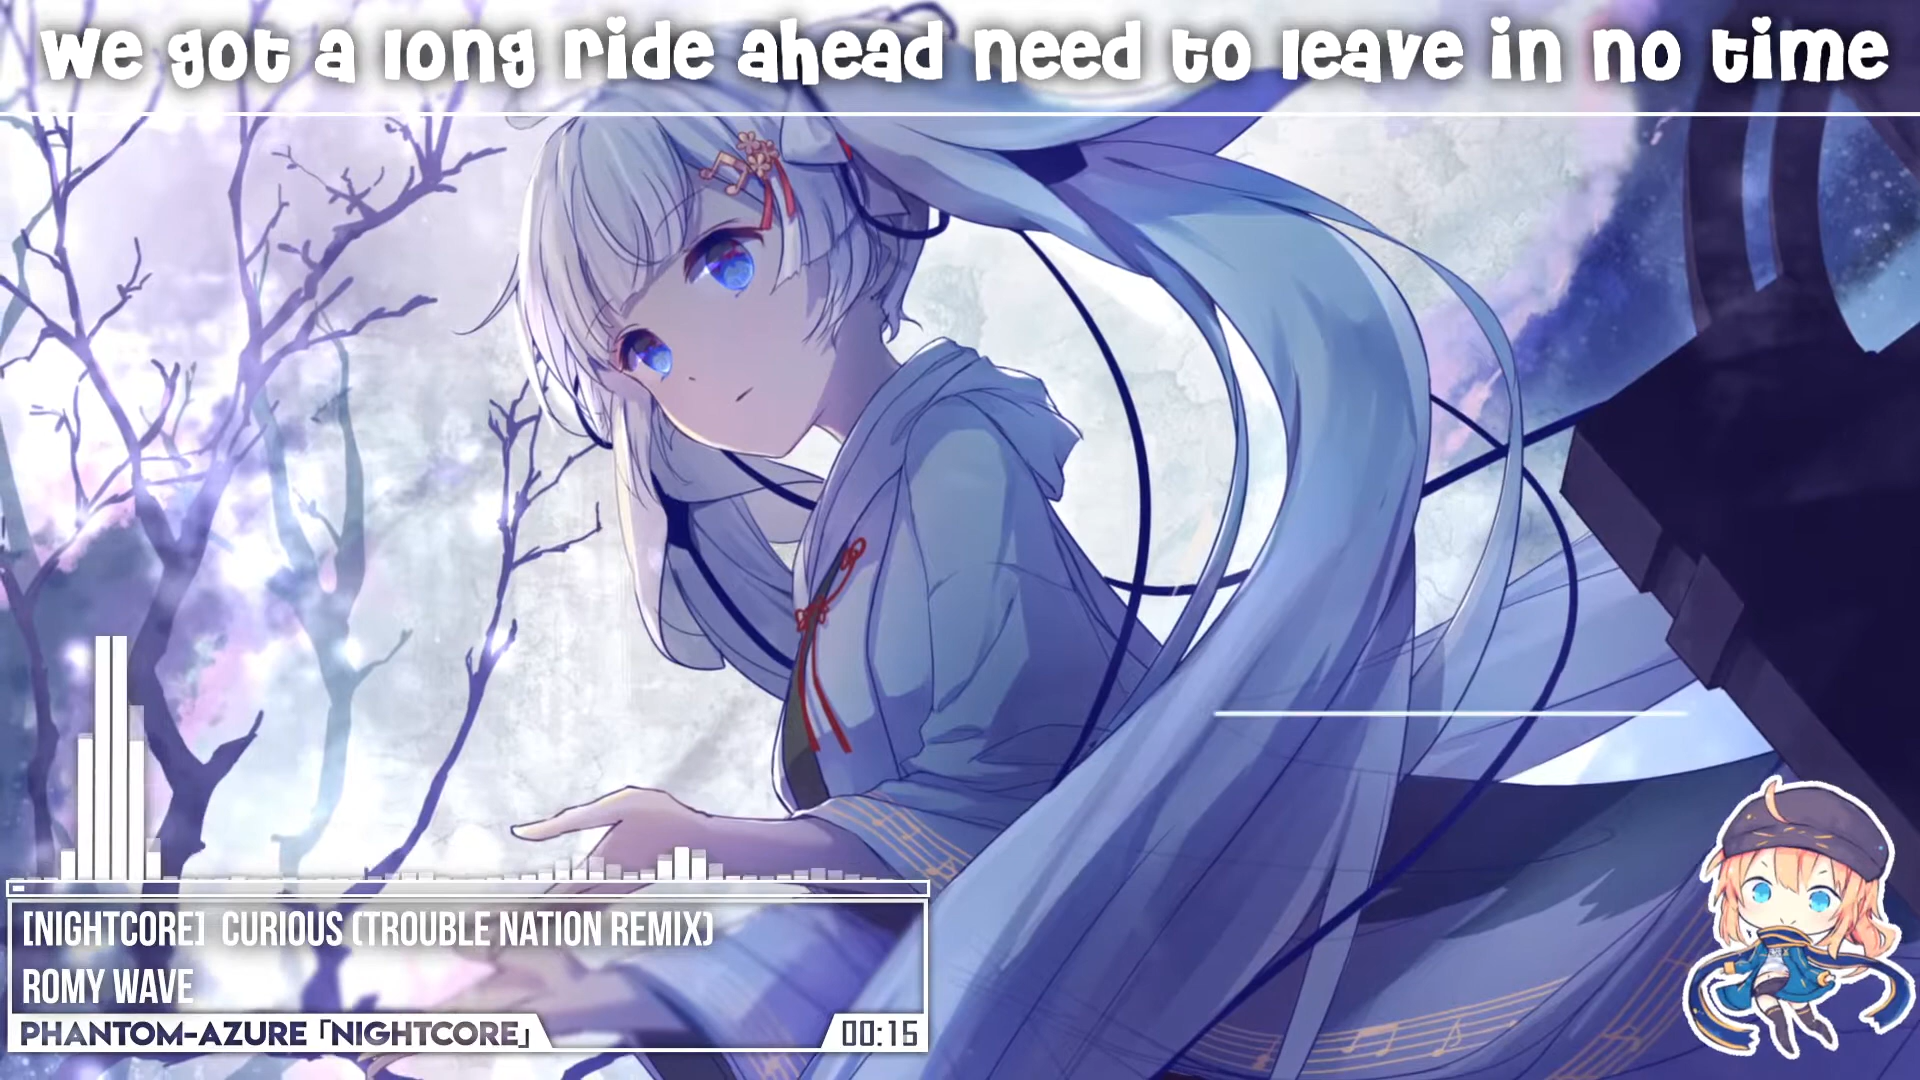 we got a long ride ahead need to leave in no time
[NIGHTCORE] CURIOUS (TROUBLE NATION REMIX)
ROMY WAVE
PHANTOM-AZURE「NIGHTCORE」
00:15